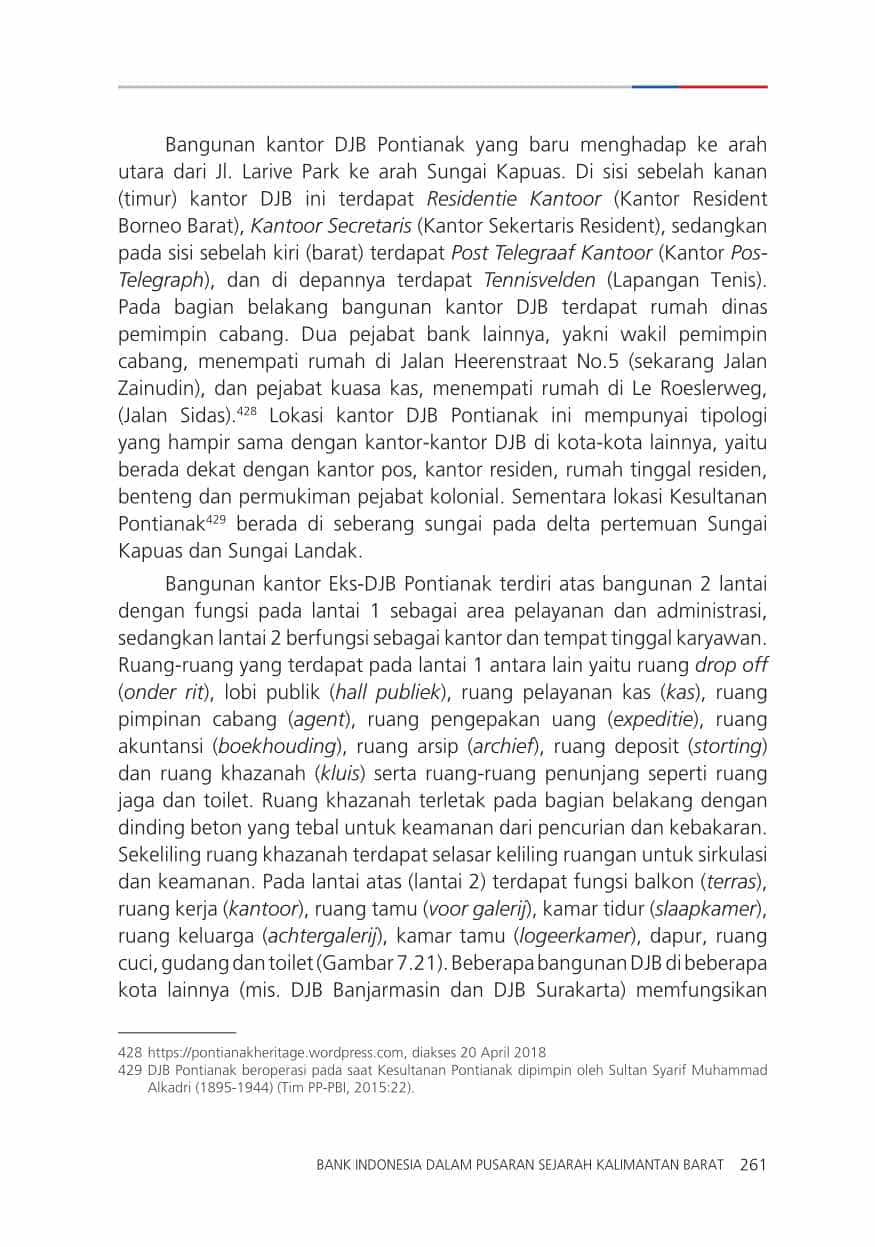 Bangunan kantor DJB Pontianak yang baru menghadap ke arah
utara dari Jl. Larive Park ke arah Sungai Kapuas. Di sisi sebelah kanan
(timur) kantor DJB ini terdapat Residentie Kantoor (Kantor Resident
Borneo Barat), Kantoor Secretaris (Kantor Sekertaris Resident), sedangkan
pada sisi sebelah kiri (barat) terdapat Post Telegraaf Kantoor (Kantor Pos-
Telegraph), dan di depannya terdapat Tennisvelden (Lapangan Tenis).
Pada bagian belakang bangunan kantor DJB terdapat rumah dinas
pemimpin cabang. Dua pejabat bank lainnya, yakni wakil pemimpin
cabang, menempati rumah di Jalan Heerenstraat No.5 (sekarang Jalan
Zainudin), dan pejabat kuasa kas, menempati rumah di Le Roeslerweg,
(Jalan Sidas).428 Lokasi kantor DJB Pontianak ini mempunyai tipologi
yang hampir sama dengan kantor-kantor DJB di kota-kota lainnya, yaitu
berada dekat dengan kantor pos, kantor residen, rumah tinggal residen,
benteng dan permukiman pejabat kolonial. Sementara lokasi Kesultanan
Pontianak429 berada di seberang sungai pada delta pertemuan Sungai
Kapuas dan Sungai Landak.
Bangunan kantor Eks-DJB Pontianak terdiri atas bangunan 2 lantai
dengan fungsi pada lantai 1 sebagai area pelayanan dan administrasi,
sedangkan lantai 2 berfungsi sebagai kantor dan tempat tinggal karyawan.
Ruang-ruang yang terdapat pada lantai 1 antara lain yaitu ruang drop off
(onder rit), lobi publik (hall publiek), ruang pelayanan kas (kas), ruang
pimpinan cabang (agent), ruang pengepakan uang (expeditie), ruang
akuntansi (boekhouding), ruang arsip (archief), ruang deposit (storting)
dan ruang khazanah (kluis) serta ruang-ruang penunjang seperti ruang
jaga dan toilet. Ruang khazanah terletak pada bagian belakang dengan
dinding beton yang tebal untuk keamanan dari pencurian dan kebakaran.
Sekeliling ruang khazanah terdapat selasar keliling ruangan untuk sirkulasi
dan keamanan. Pada lantai atas (lantai 2) terdapat fungsi balkon (terras),
ruang kerja (kantoor), ruang tamu (voor galerij), kamar tidur (slaapkamer),
ruang keluarga (achtergalerij), kamar tamu (logeerkamer), dapur, ruang
cuci, gudang dan toilet (Gambar 7.21). Beberapa bangunan DJB di beberapa
kota lainnya (mis. DJB Banjarmasin dan DJB Surakarta) memfungsikan
428 https://pontianakheritage.wordpress.com, diakses 20 April 2018
429 DJB Pontianak beroperasi pada saat Kesultanan Pontianak dipimpin oleh Sultan Syarif Muhammad
Alkadri (1895-1944) (Tim PP-PBI, 2015:22).
BANK INDONESIA DALAM PUSARAN SEJARAH KALIMANTAN BARAT 261